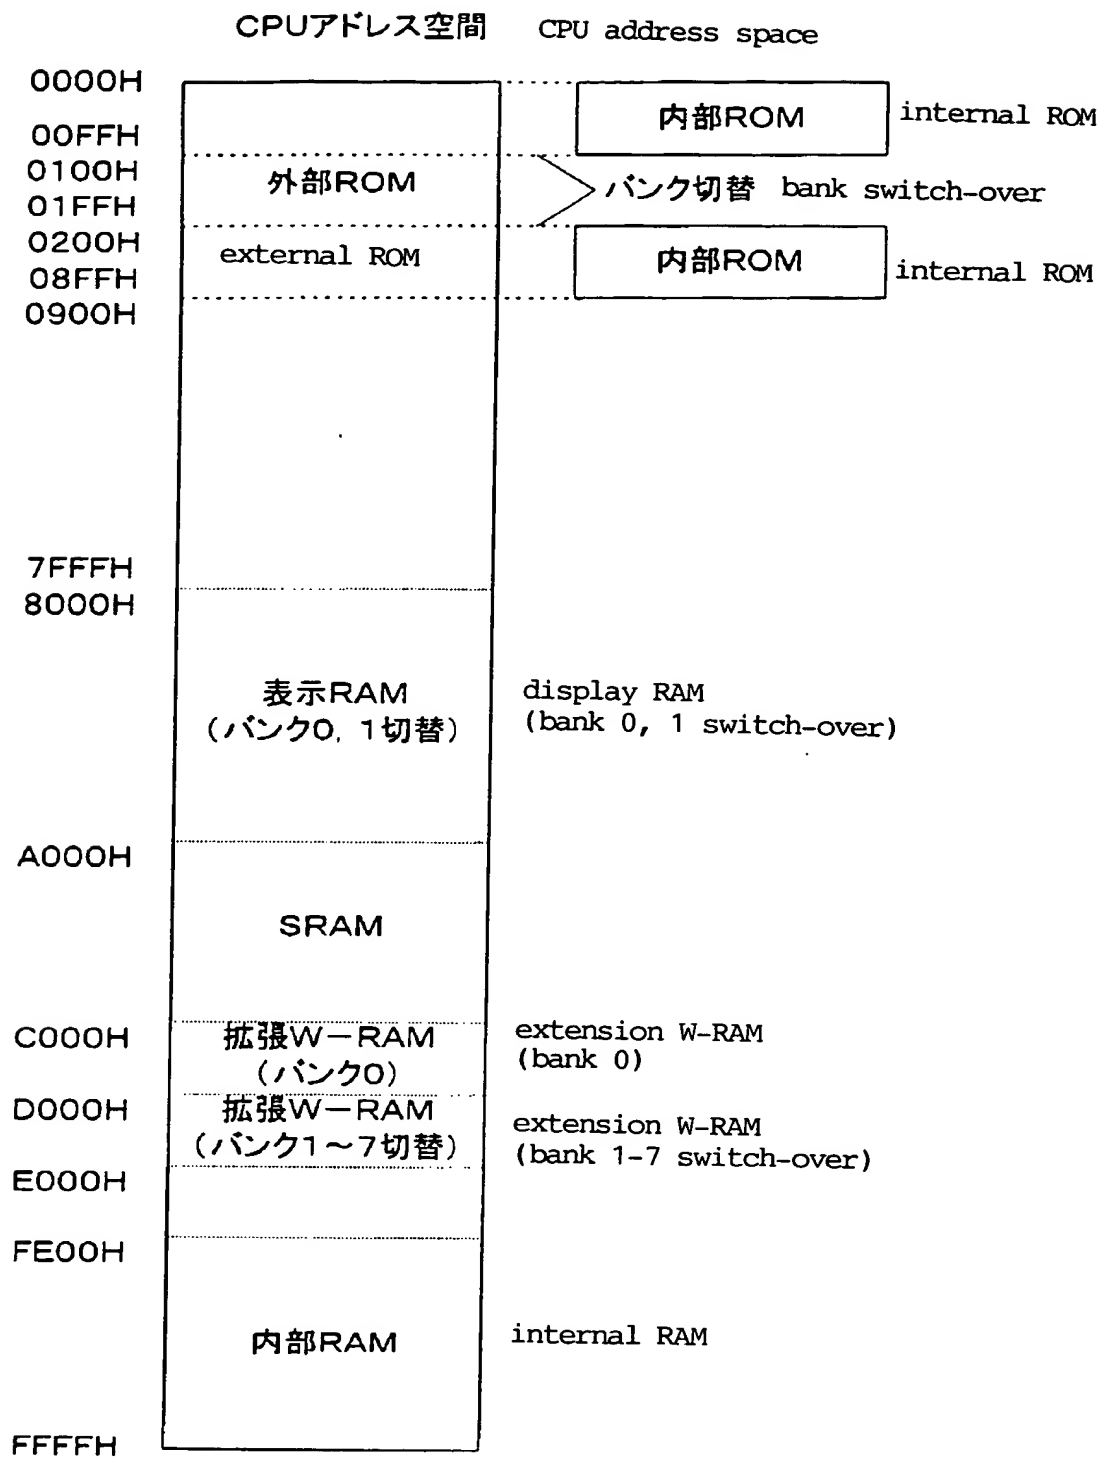 CPUアドレス空間 CPU address space
0000H
内部ROM internal ROM
00FFH
0100H
外部ROM バンク切替 bank switch-over
01FFH
0200H
external ROM 内部ROM internal ROM
08FFH
0900H
7FFFH
8000H
表示RAM display RAM
(バンク0, 1切替) (bank 0, 1 switch-over)
A000H
SRAM
C000H 拡張W-RAM extension W-RAM
(バンク0) (bank 0)
D000H 拡張W-RAM extension W-RAM
(バンク1～7切替) (bank 1-7 switch-over)
E000H
FE00H
内部RAM internal RAM
FFFFH